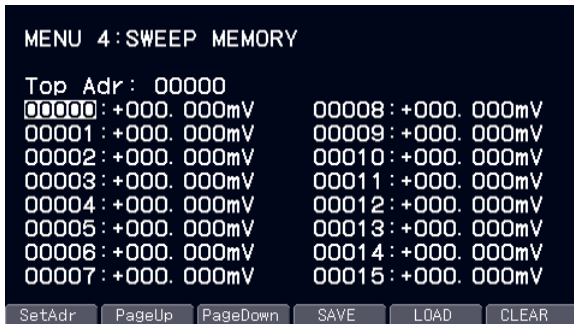 MENU 4:SWEEP MEMORY
Top Adr: 00000
00000:+000. 000mV 00008:+000. 000mV
00001:+000. 000mV 00009:+000. 000mV
00002:+000. 000mV 00010:+000. 000mV
00003:+000. 000mV 00011:+000. 000mV
00004:+000. 000mV 00012:+000. 000mV
00005:+000. 000mV 00013:+000. 000mV
00006:+000. 000mV 00014:+000. 000mV
00007:+000. 000mV 00015:+000. 000mV
SetAdr PageUp PageDown SAVE LOAD CLEAR